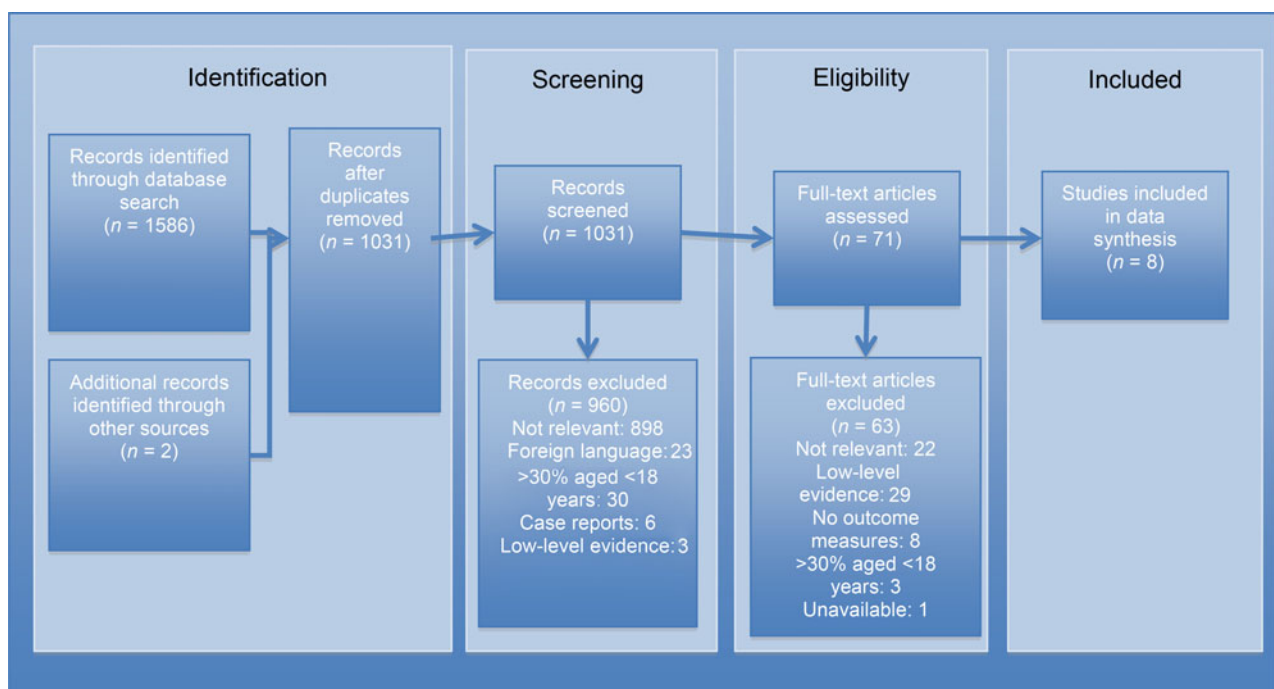 Identification
Records identified
through database
search
(n = 1586)
Additional records
identified through
other sources
(n = 2)
Records
after
duplicates
removed
(n = 1031)
Screening
Records
screened
(n = 1031)
Records excluded
(n = 960)
Not relevant: 898
Foreign language: 23
>30% aged <18
years: 30
Case reports: 6
Low-level evidence: 3
Eligibility
Full-text articles
assessed
(n = 71)
Full-text articles
excluded
(n = 63)
Not relevant: 22
Low-level
evidence: 29
No outcome
measures: 8
>30% aged <18
years: 3
Unavailable: 1
Included
Studies included
in data
synthesis
(n = 8)